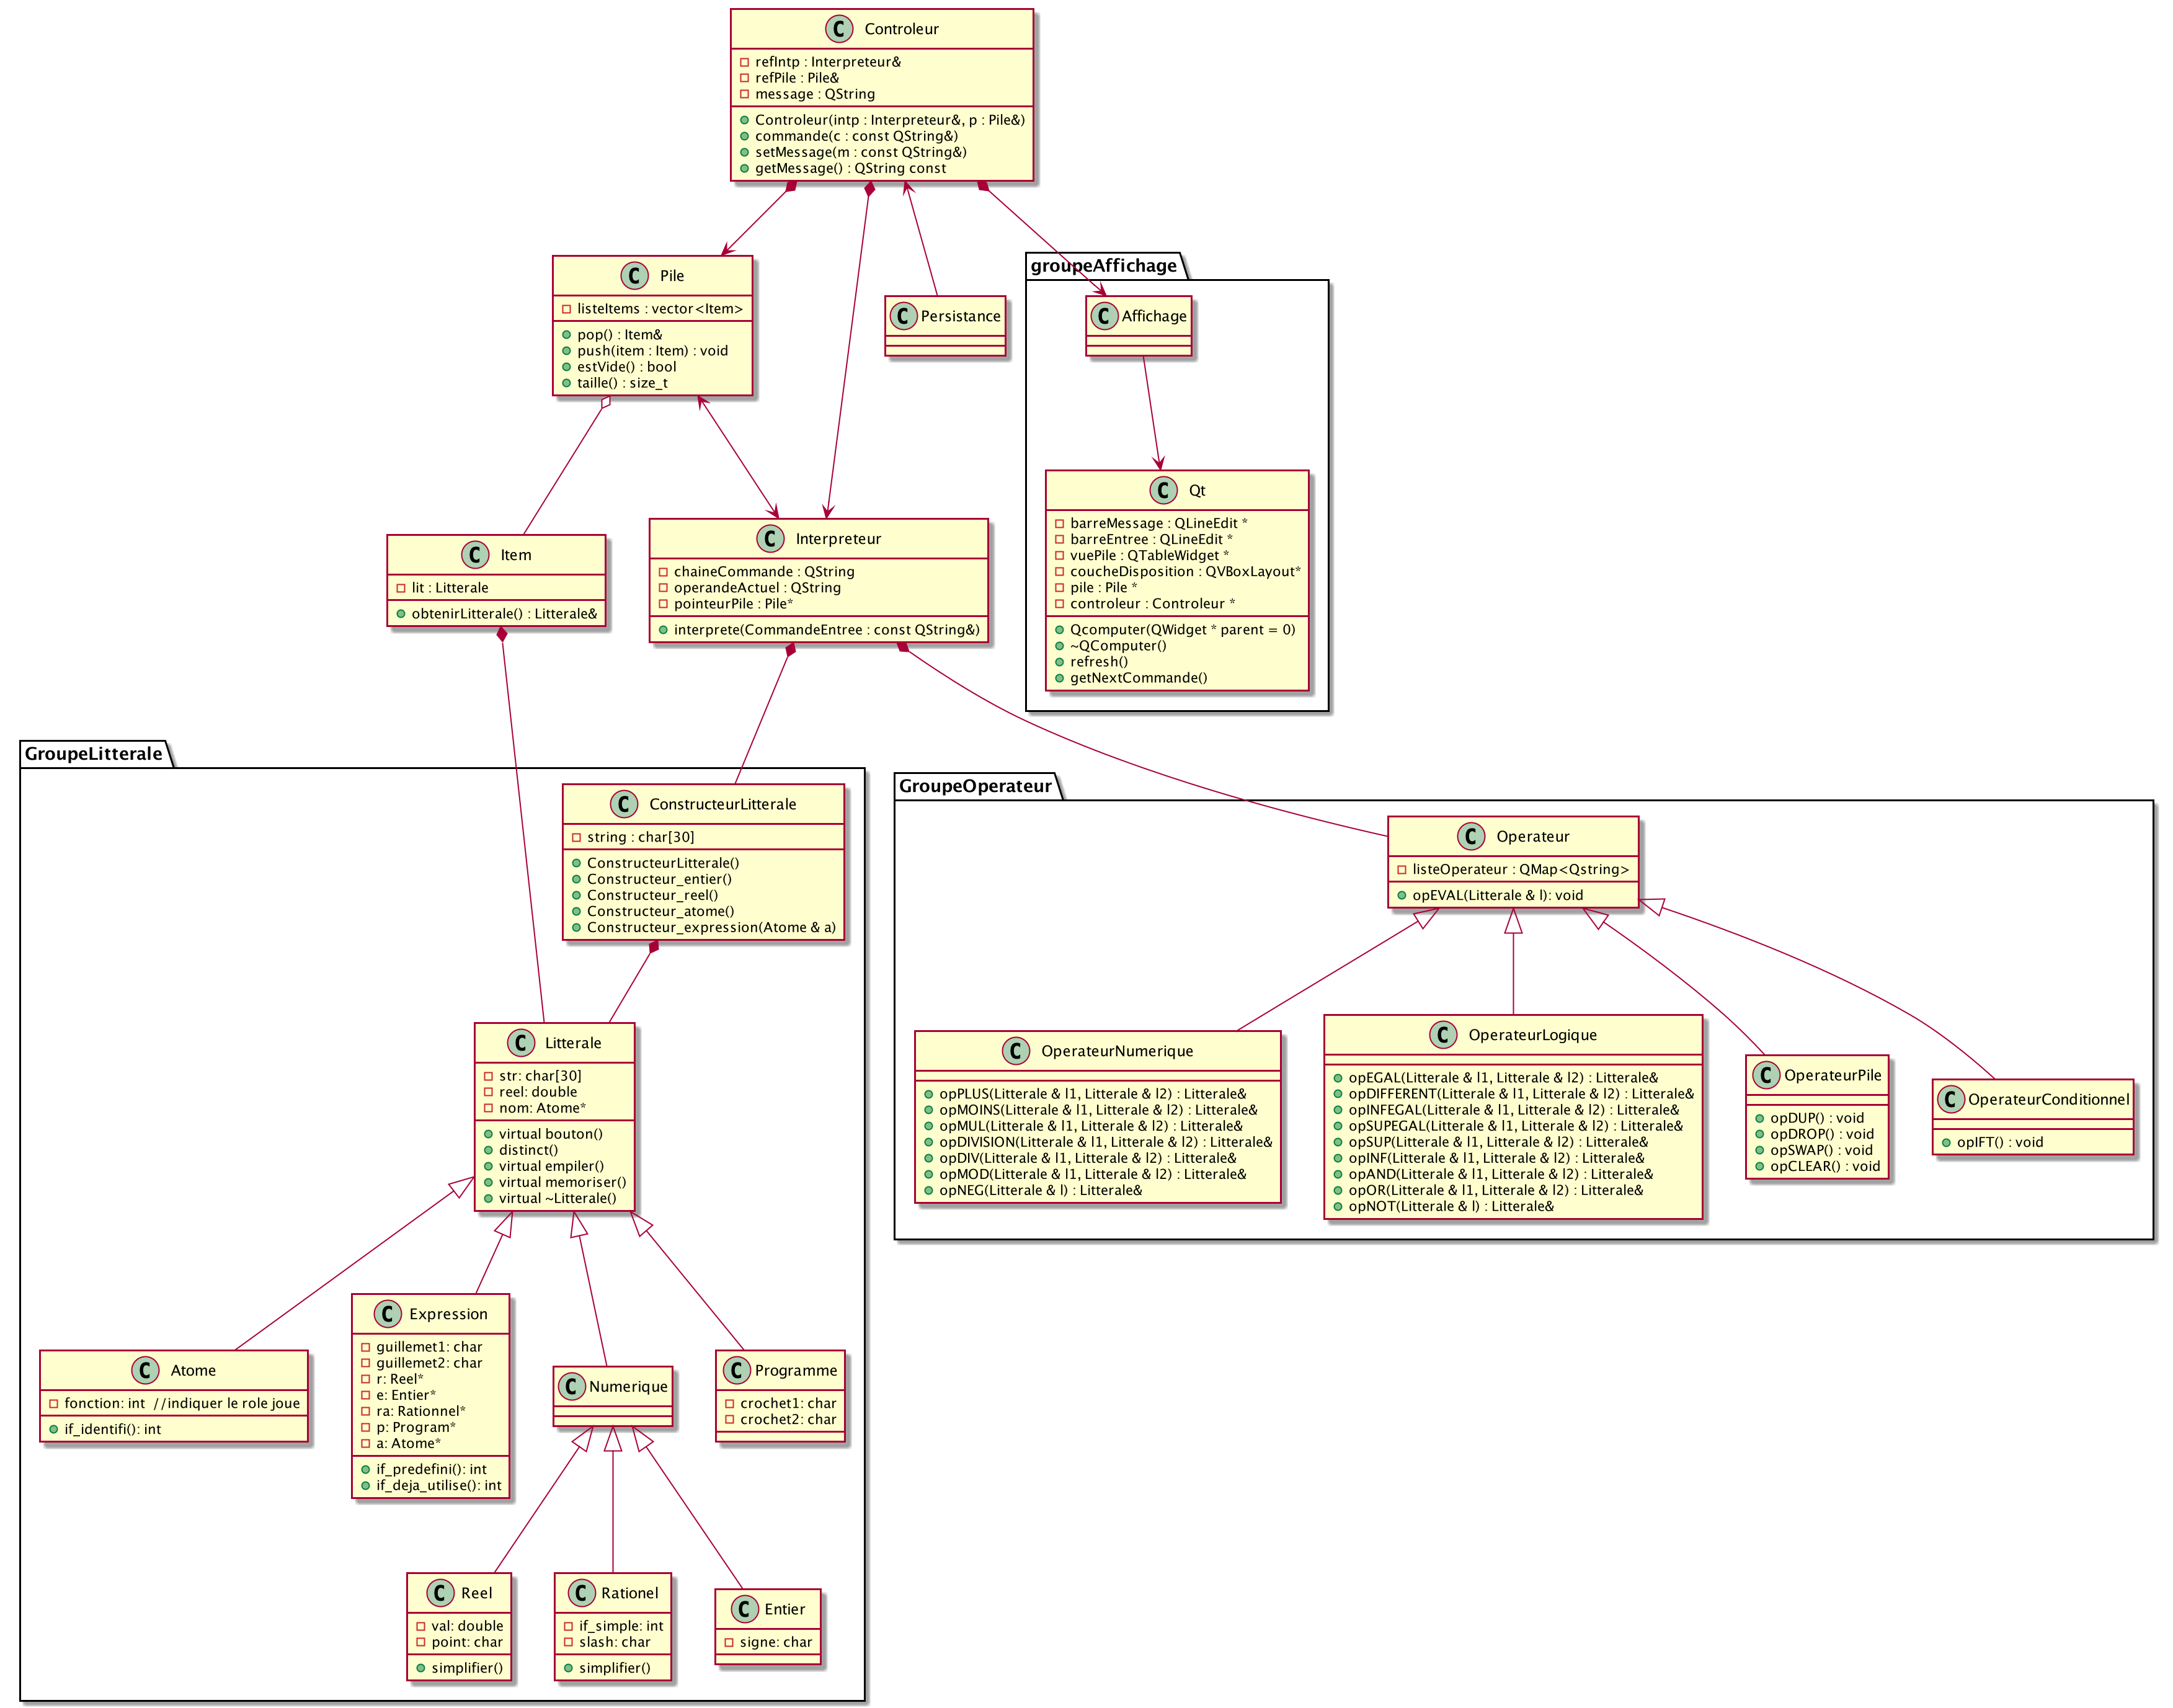 C Controleur
refIntp : Interpreteur&
refPile : Pile&
message : QString
Controleur(intp : Interpreteur&, p : Pile&)
commande(c : const QString&)
setMessage(m : const QString&)
getMessage() : QString const
C Pile
listeItems : vector<Item>
pop() : Item&
push(item : Item) : void
estVide() : bool
taille() : size_t
C Persistance
groupeAffichage
C Affichage
C Qt
barreMessage : QLineEdit *
barreEntree : QLineEdit *
vuePile : QTableWidget *
coucheDisposition : QVBoxLayout*
pile : Pile *
controleur : Controleur *
Qcomputer(QWidget * parent = 0)
~QComputer()
refresh()
getNextCommande()
C Item
lit : Litterale
obtenirLitterale() : Litterale&
C Interpreteur
chaineCommande : QString
operandeActuel : QString
pointeurPile : Pile*
interprete(CommandeEntree : const QString&)
GroupeLitterale
C ConstructeurLitterale
string : char[30]
ConstructeurLitterale()
Constructeur_entier()
Constructeur_reel()
Constructeur_atome()
Constructeur_expression(Atome & a)
C Litterale
str: char[30]
reel: double
nom: Atome*
virtual bouton()
distinct()
virtual empiler()
virtual memoriser()
virtual ~Litterale()
C Atome
fonction: int //indiquer le role joue
if_identifi(): int
C Expression
guillemet1: char
guillemet2: char
r: Reel*
e: Entier*
ra: Rationnel*
p: Program*
a: Atome*
if_predefini(): int
if_deja_utilise(): int
C Numerique
C Programme
crochet1: char
crochet2: char
C Reel
val: double
point: char
simplifier()
C Rationel
if_simple: int
slash: char
simplifier()
C Entier
signe: char
GroupeOperateur
C Operateur
listeOperateur : QMap<Qstring>
opEVAL(Litterale & l): void
C OperateurNumerique
opPLUS(Litterale & l1, Litterale & l2) : Litterale&
opMOINS(Litterale & l1, Litterale & l2) : Litterale&
opMUL(Litterale & l1, Litterale & l2) : Litterale&
opDIVISION(Litterale & l1, Litterale & l2) : Litterale&
opDIV(Litterale & l1, Litterale & l2) : Litterale&
opMOD(Litterale & l1, Litterale & l2) : Litterale&
opNEG(Litterale & l) : Litterale&
C OperateurLogique
opEGAL(Litterale & l1, Litterale & l2) : Litterale&
opDIFFERENT(Litterale & l1, Litterale & l2) : Litterale&
opINFEGAL(Litterale & l1, Litterale & l2) : Litterale&
opSUPEGAL(Litterale & l1, Litterale & l2) : Litterale&
opSUP(Litterale & l1, Litterale & l2) : Litterale&
opINF(Litterale & l1, Litterale & l2) : Litterale&
opAND(Litterale & l1, Litterale & l2) : Litterale&
opOR(Litterale & l1, Litterale & l2) : Litterale&
opNOT(Litterale & l) : Litterale&
C OperateurPile
opDUP() : void
opDROP() : void
opSWAP() : void
opCLEAR() : void
C OperateurConditionnel
opIFT() : void